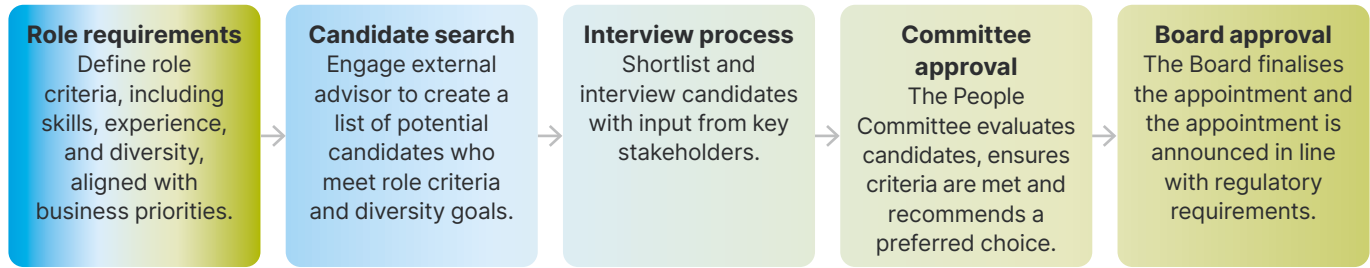 Role requirements
Define role
criteria, including
skills, experience,
and diversity,
aligned with
business priorities.
Candidate search
Engage external
advisor to create a
list of potential
candidates who
meet role criteria
and diversity goals.
Interview process
Shortlist and
interview candidates
with input from key
stakeholders.
Committee
approval
The People
Committee evaluates
candidates, ensures
criteria are met and
recommends a
preferred choice.
Board approval
The Board finalises
the appointment and
the appointment is
announced in line
with regulatory
requirements.